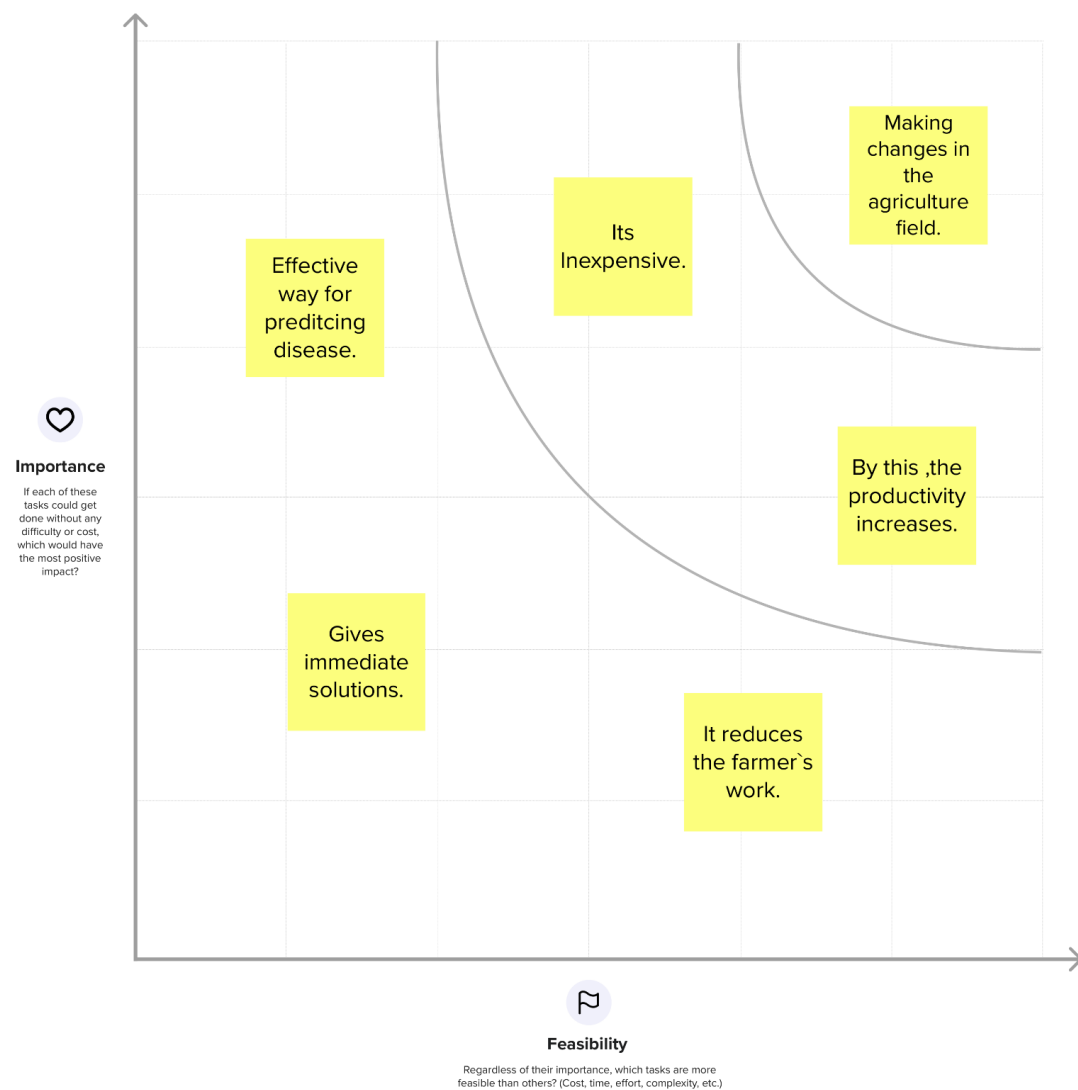 Making
changes in
the
agriculture
field.
Its
Inexpensive.
Effective
way for
preditcing
disease.
Importance
If each of these
tasks could get
done without any
difficulty or cost,
which would have
the most positive
impact?
By this ,the
productivity
increases.
Gives
immediate
solutions.
It reduces
the farmer`s
work.
Feasibility
Regardless of their importance, which tasks are more
feasible than others? (Cost, time, effort, complexity, etc.)